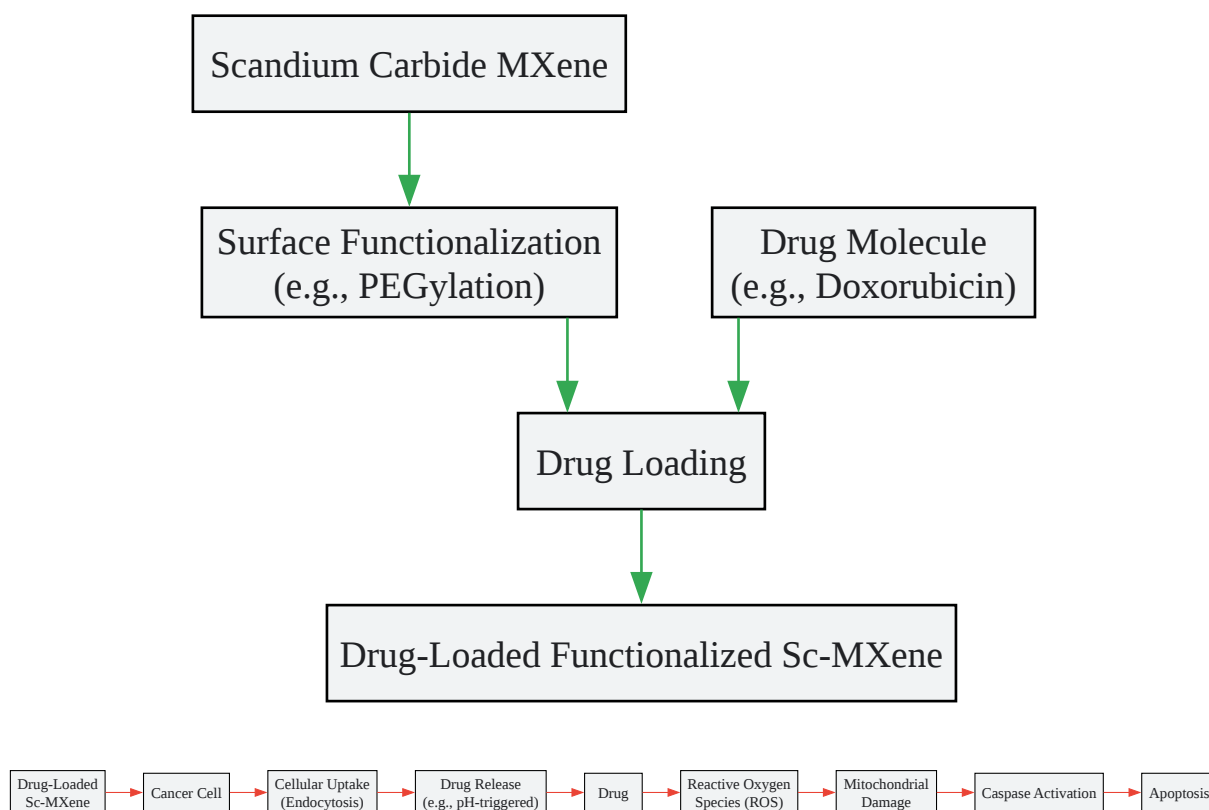 Scandium Carbide MXene
Surface Functionalization
(e.g., PEGylation)
Drug Molecule
(e.g., Doxorubicin)
Drug Loading
Drug-Loaded Functionalized Sc-MXene
Drug-Loaded
Sc-MXene
Cancer Cell
Cellular Uptake
(Endocytosis)
Drug Release
(e.g., pH-triggered)
Drug
Reactive Oxygen
Species (ROS)
Mitochondrial
Damage
Caspase Activation
Apoptosis